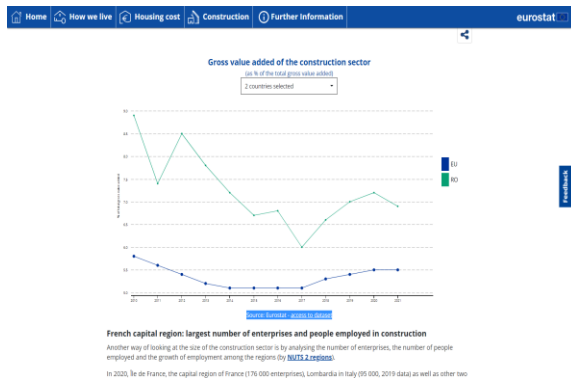 Home
How we live
Housing cost
Construction
Further Information
eurostat
Gross value added of the construction sector
(as % of the total gross value added)
2 countries selected
EU
RO
Feedback
Source: Eurostat - access to dataset
French capital region: largest number of enterprises and people employed in construction
Another way of looking at the size of the construction sector is by analysing the number of enterprises, the number of people
employed and the growth of employment among the regions (by NUTS 2 regions).
In 2020, Île de France, the capital region of France (176 000 enterprises), Lombardia in Italy (95 000, 2019 data) as well as other two